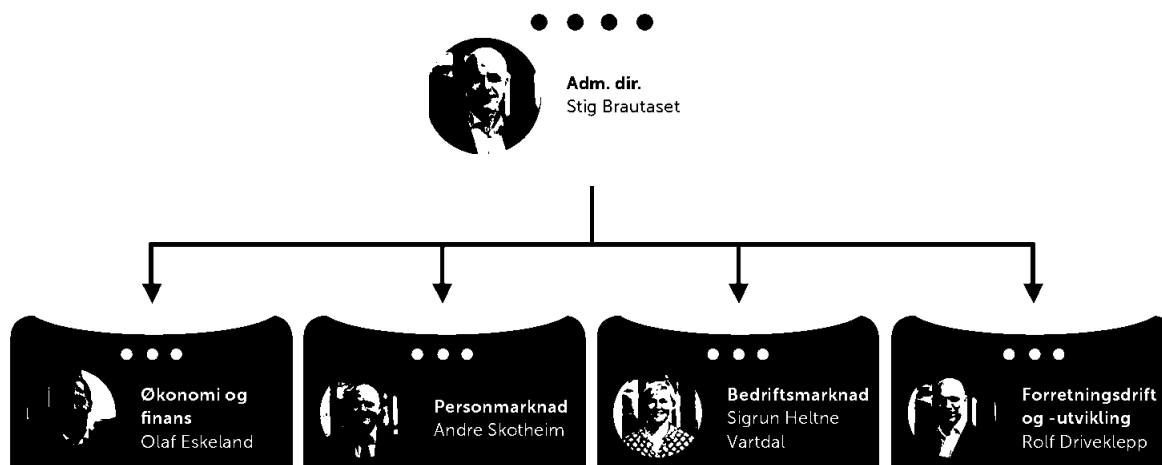 Adm. dir.
Stig Brautaset
Økonomi og
finans
Olaf Eskeland
Personmarknad
Andre Skotheim
Bedriftsmarknad
Sigrun Heltne
Vartdal
Forretningsdrift
og -utvikling
Rolf Driveklepp